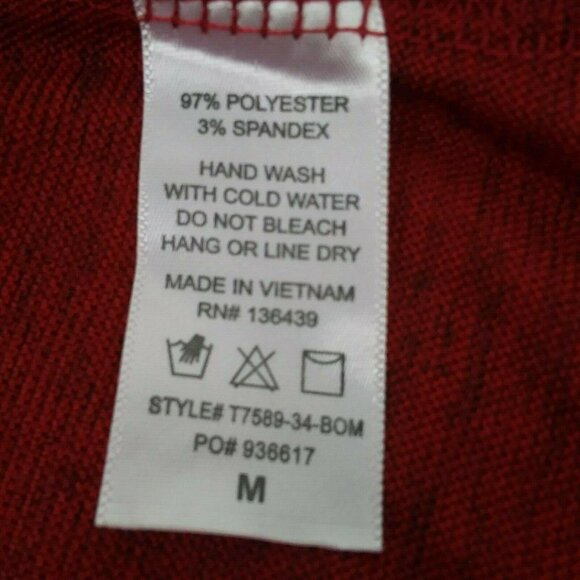 97% POLYESTER
3% SPANDEX
HAND WASH
WITH COLD WATER
DO NOT BLEACH
HANG OR LINE DRY
MADE IN VIETNAM
RN# 136439
STYLE# T7589-34-BOM
PO# 936617
M